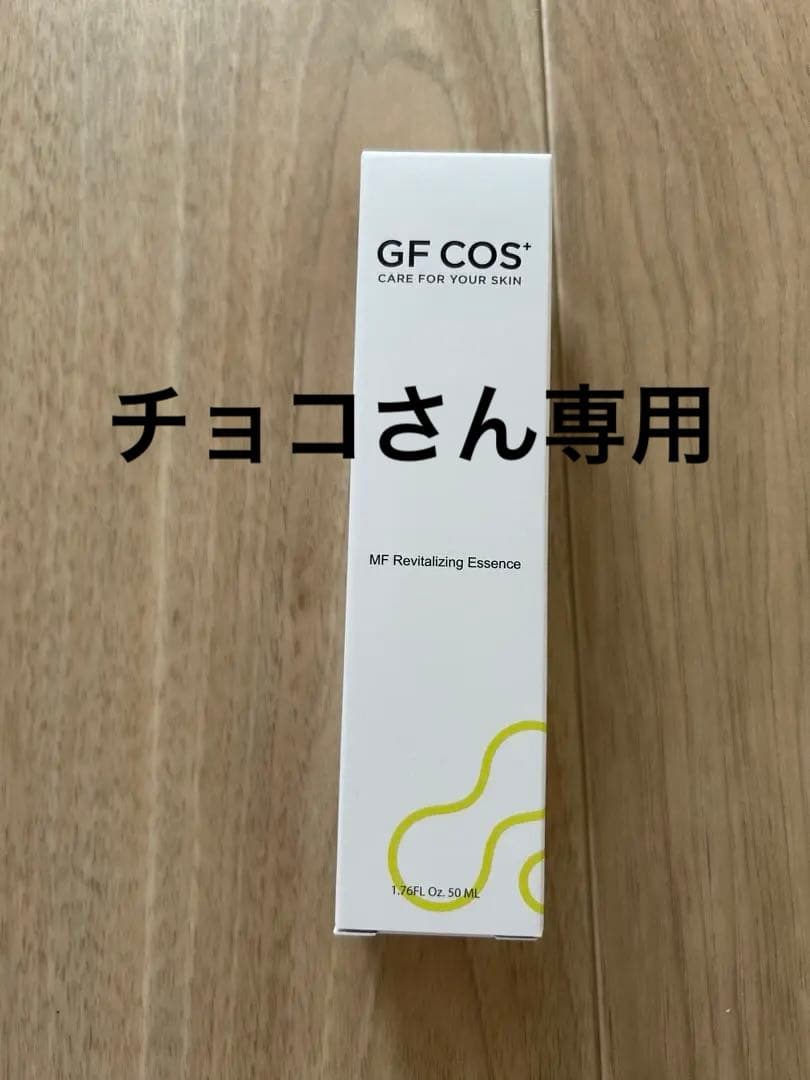 GF COS+
CARE FOR YOUR SKIN
チョコさん専用
MF Revitalizing Essence
1.76FL Oz. 50 ML